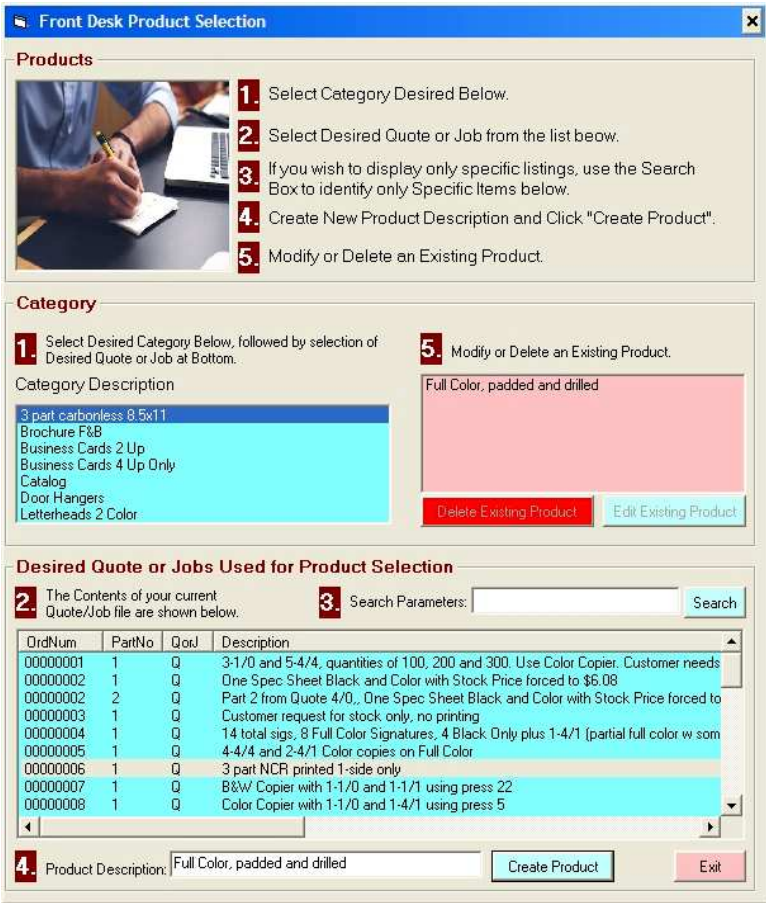 Front Desk Product Selection
Products
1. Select Category Desired Below.
2. Select Desired Quote or Job from the list beow.
3. If you wish to display only specific listings, use the Search
Box to identify only Specific Items below.
4. Create New Product Description and Click "Create Product".
5. Modify or Delete an Existing Product.
Category
1. Select Desired Category Below, followed by selection of
Desired Quote or Job at Bottom.
5. Modify or Delete an Existing Product.
Category Description
3 part carbonless 8.5x11
Brochure F&B
Business Cards 2 Up
Business Cards 4 Up Only
Catalog
Door Hangers
Letterheads 2 Color
Full Color, padded and drilled
Delete Existing Product Edit Existing Product
Desired Quote or Jobs Used for Product Selection
2. The Contents of your current
Quote/Job file are shown below.
3. Search Parameters: Search
OrdNum PartNo QorJ Description
00000001 1 Q 3-1/0 and 5-4/4, quantities of 100, 200 and 300. Use Color Copier. Customer needs
00000002 1 Q One Spec Sheet Black and Color with Stock Price forced to $6.08
00000002 2 Q Part 2 from Quote 4/0,, One Spec Sheet Black and Color with Stock Price forced to
00000003 1 Q Customer request for stock only, no printing
00000004 1 Q 14 total sigs, 8 Full Color Signatures, 4 Black Only plus 1-4/1 (partial full color w som
00000005 1 Q 4-4/4 and 2-4/1 Color copies on Full Color
00000006 1 Q 3 part NCR printed 1-side only
00000007 1 Q B&W Copier with 1-1/0 and 1-1/1 using press 22
00000008 1 Q Color Copier with 1-1/0 and 1-4/1 using press 5
4. Product Description: Full Color, padded and drilled Create Product Exit